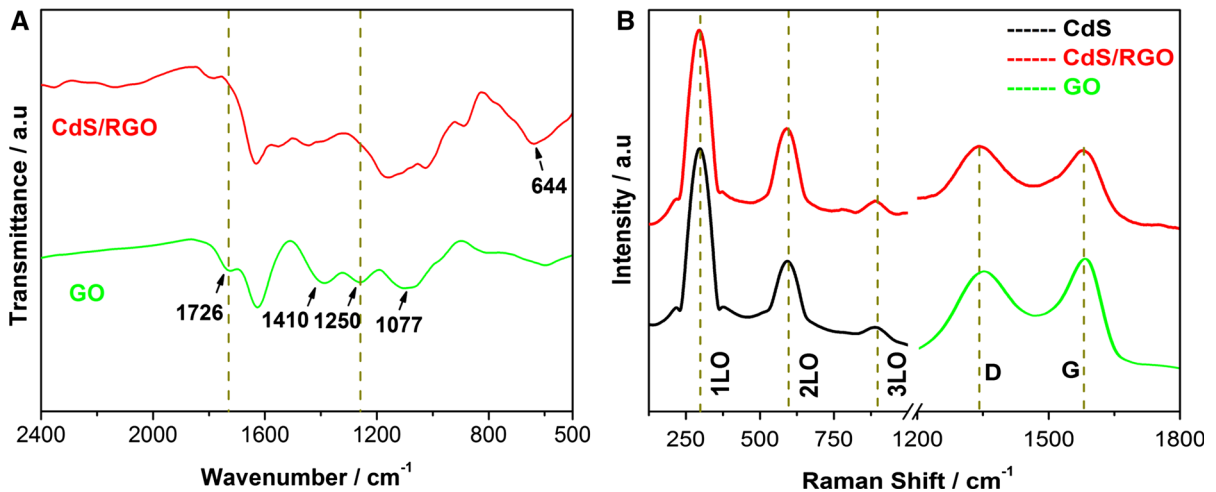 A
Transmittance / a.u
CdS/RGO
644
GO
1726
1410
1250
1077
2400
2000
1600
1200
800
500
Wavenumber / cm⁻¹
B
Intensity / a.u
CdS
CdS/RGO
GO
1LO
2LO
3LO
D
G
250
500
750
1200
1500
1800
Raman Shift / cm⁻¹